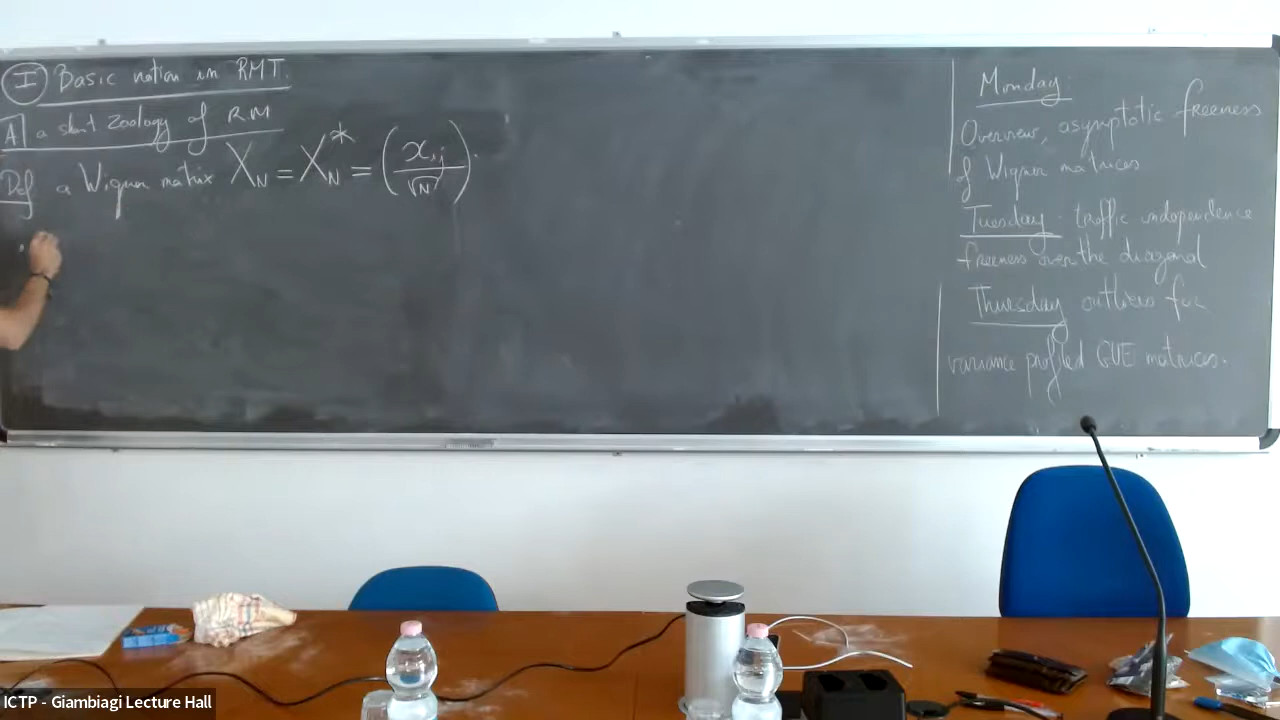 I Basic notion in RMT.
A a short Zoology of RM
Def a Wigner matrix X_N = X_N^* = (x_{ij}/√N).
Monday:
Overview, asymptotic freeness
of Wigner matrices
Tuesday: traffic independence
freeness over the diagonal
Thursday outliers for
variance profiled GUE matrices.
ICTP - Giambiagi Lecture Hall